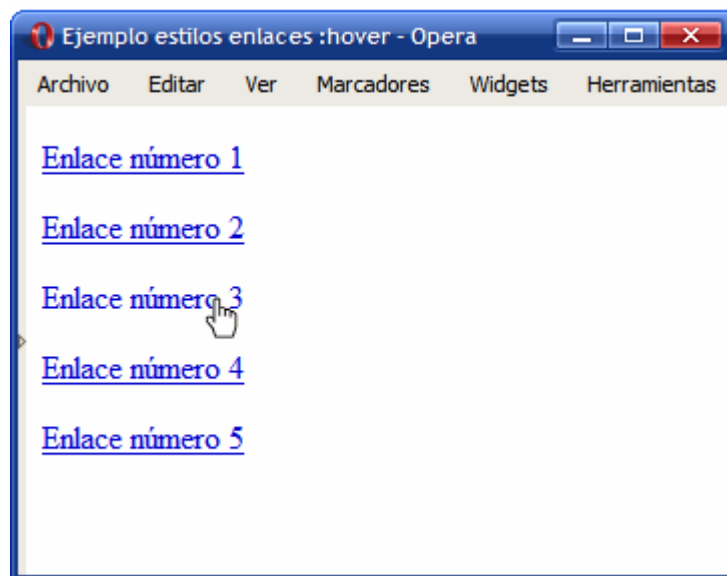 Ejemplo estilos enlaces :hover - Opera
Archivo Editar Ver Marcadores Widgets Herramientas
Enlace número 1
Enlace número 2
Enlace número 3
Enlace número 4
Enlace número 5